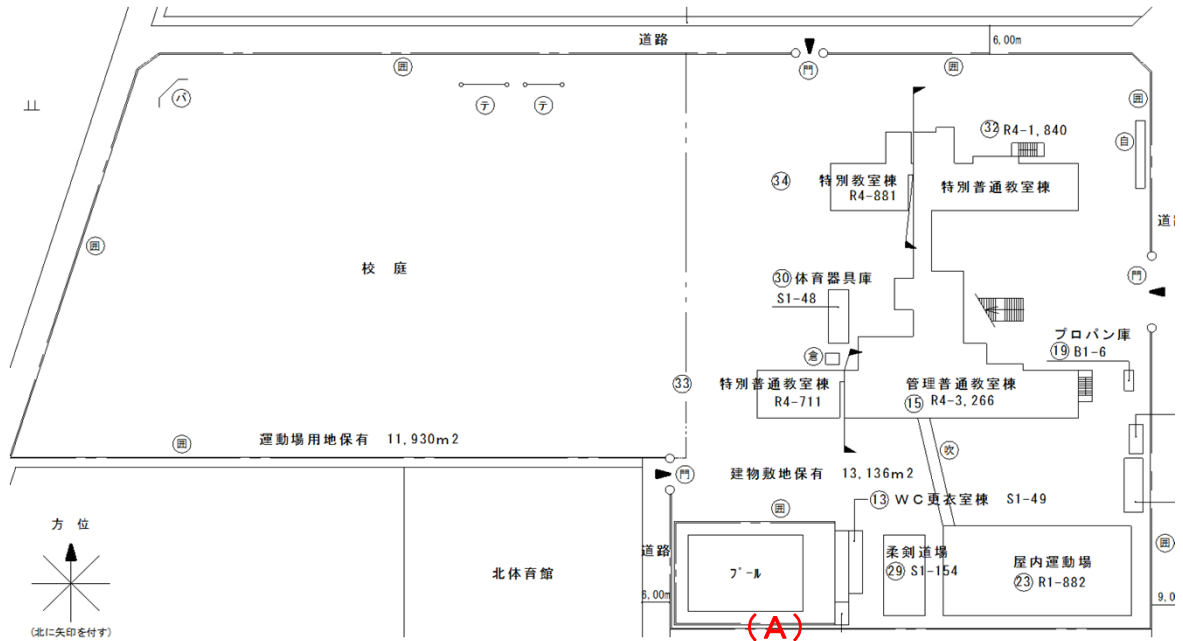 道路
6,00m
囲
門
囲
バ
テ
テ
囲
自
㉜ R4-1,840
㉞
特別教室棟
R4-881
特別普通教室棟
囲
校 庭
㉚ 体育器具庫
S1-48
門
プロパン庫
⑲ B1-6
倉
㉝
特別普通教室棟
R4-711
管理普通教室棟
⑮ R4-3,266
囲
運動場用地保有 11,930m2
吹
門
建物敷地保有 13,136m2
⑬ WC更衣室棟 S1-49
囲
方 位
(北に矢印を付す)
北体育館
道路
6,00m
プール
柔剣道場
㉙ S1-154
屋内運動場
㉓ R1-882
囲
(A)